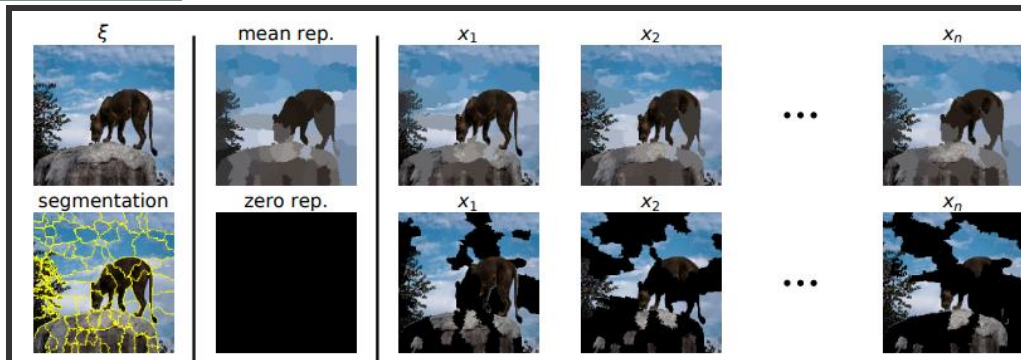 ξ mean rep. x₁ x₂ ... xₙ
segmentation zero rep. x₁ x₂ ... xₙ